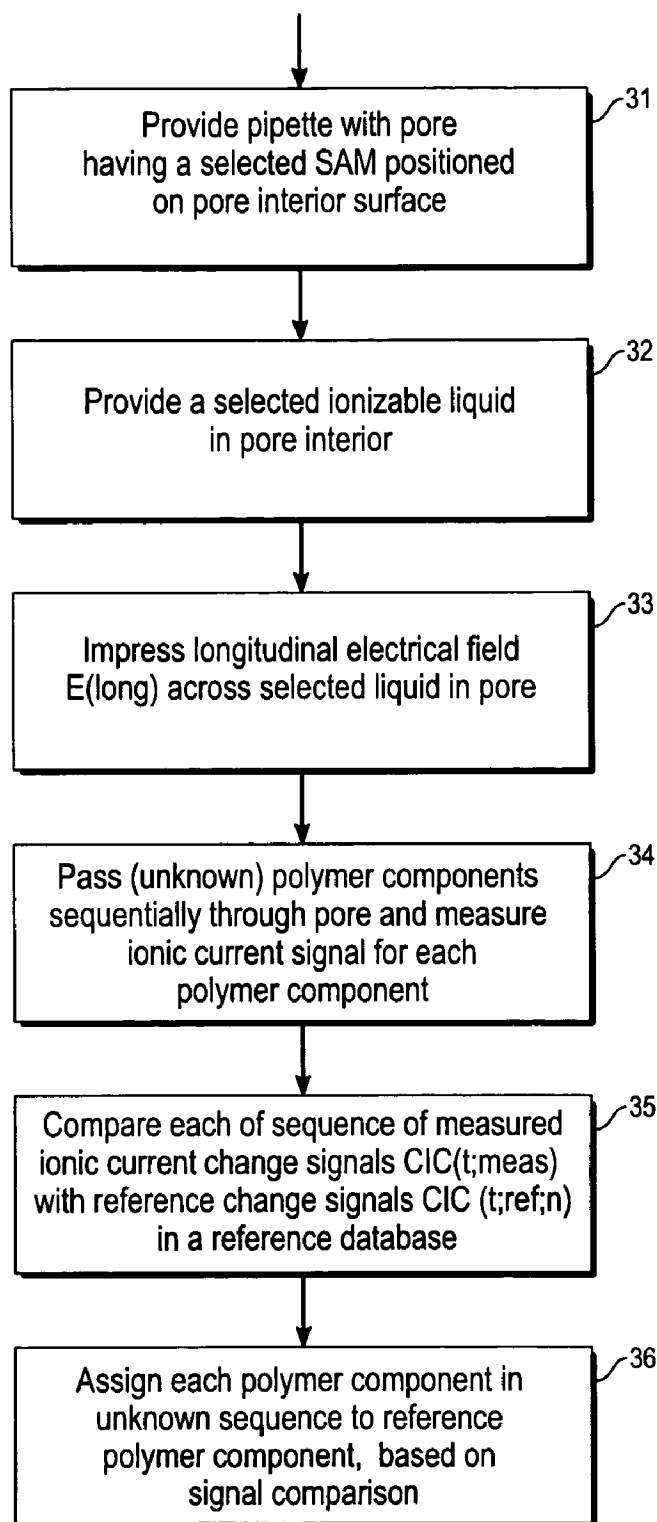 31
Provide pipette with pore
having a selected SAM positioned
on pore interior surface
32
Provide a selected ionizable liquid
in pore interior
33
Impress longitudinal electrical field
E(long) across selected liquid in pore
34
Pass (unknown) polymer components
sequentially through pore and measure
ionic current signal for each
polymer component
35
Compare each of sequence of measured
ionic current change signals CIC(t;meas)
with reference change signals CIC (t;ref;n)
in a reference database
36
Assign each polymer component in
unknown sequence to reference
polymer component, based on
signal comparison